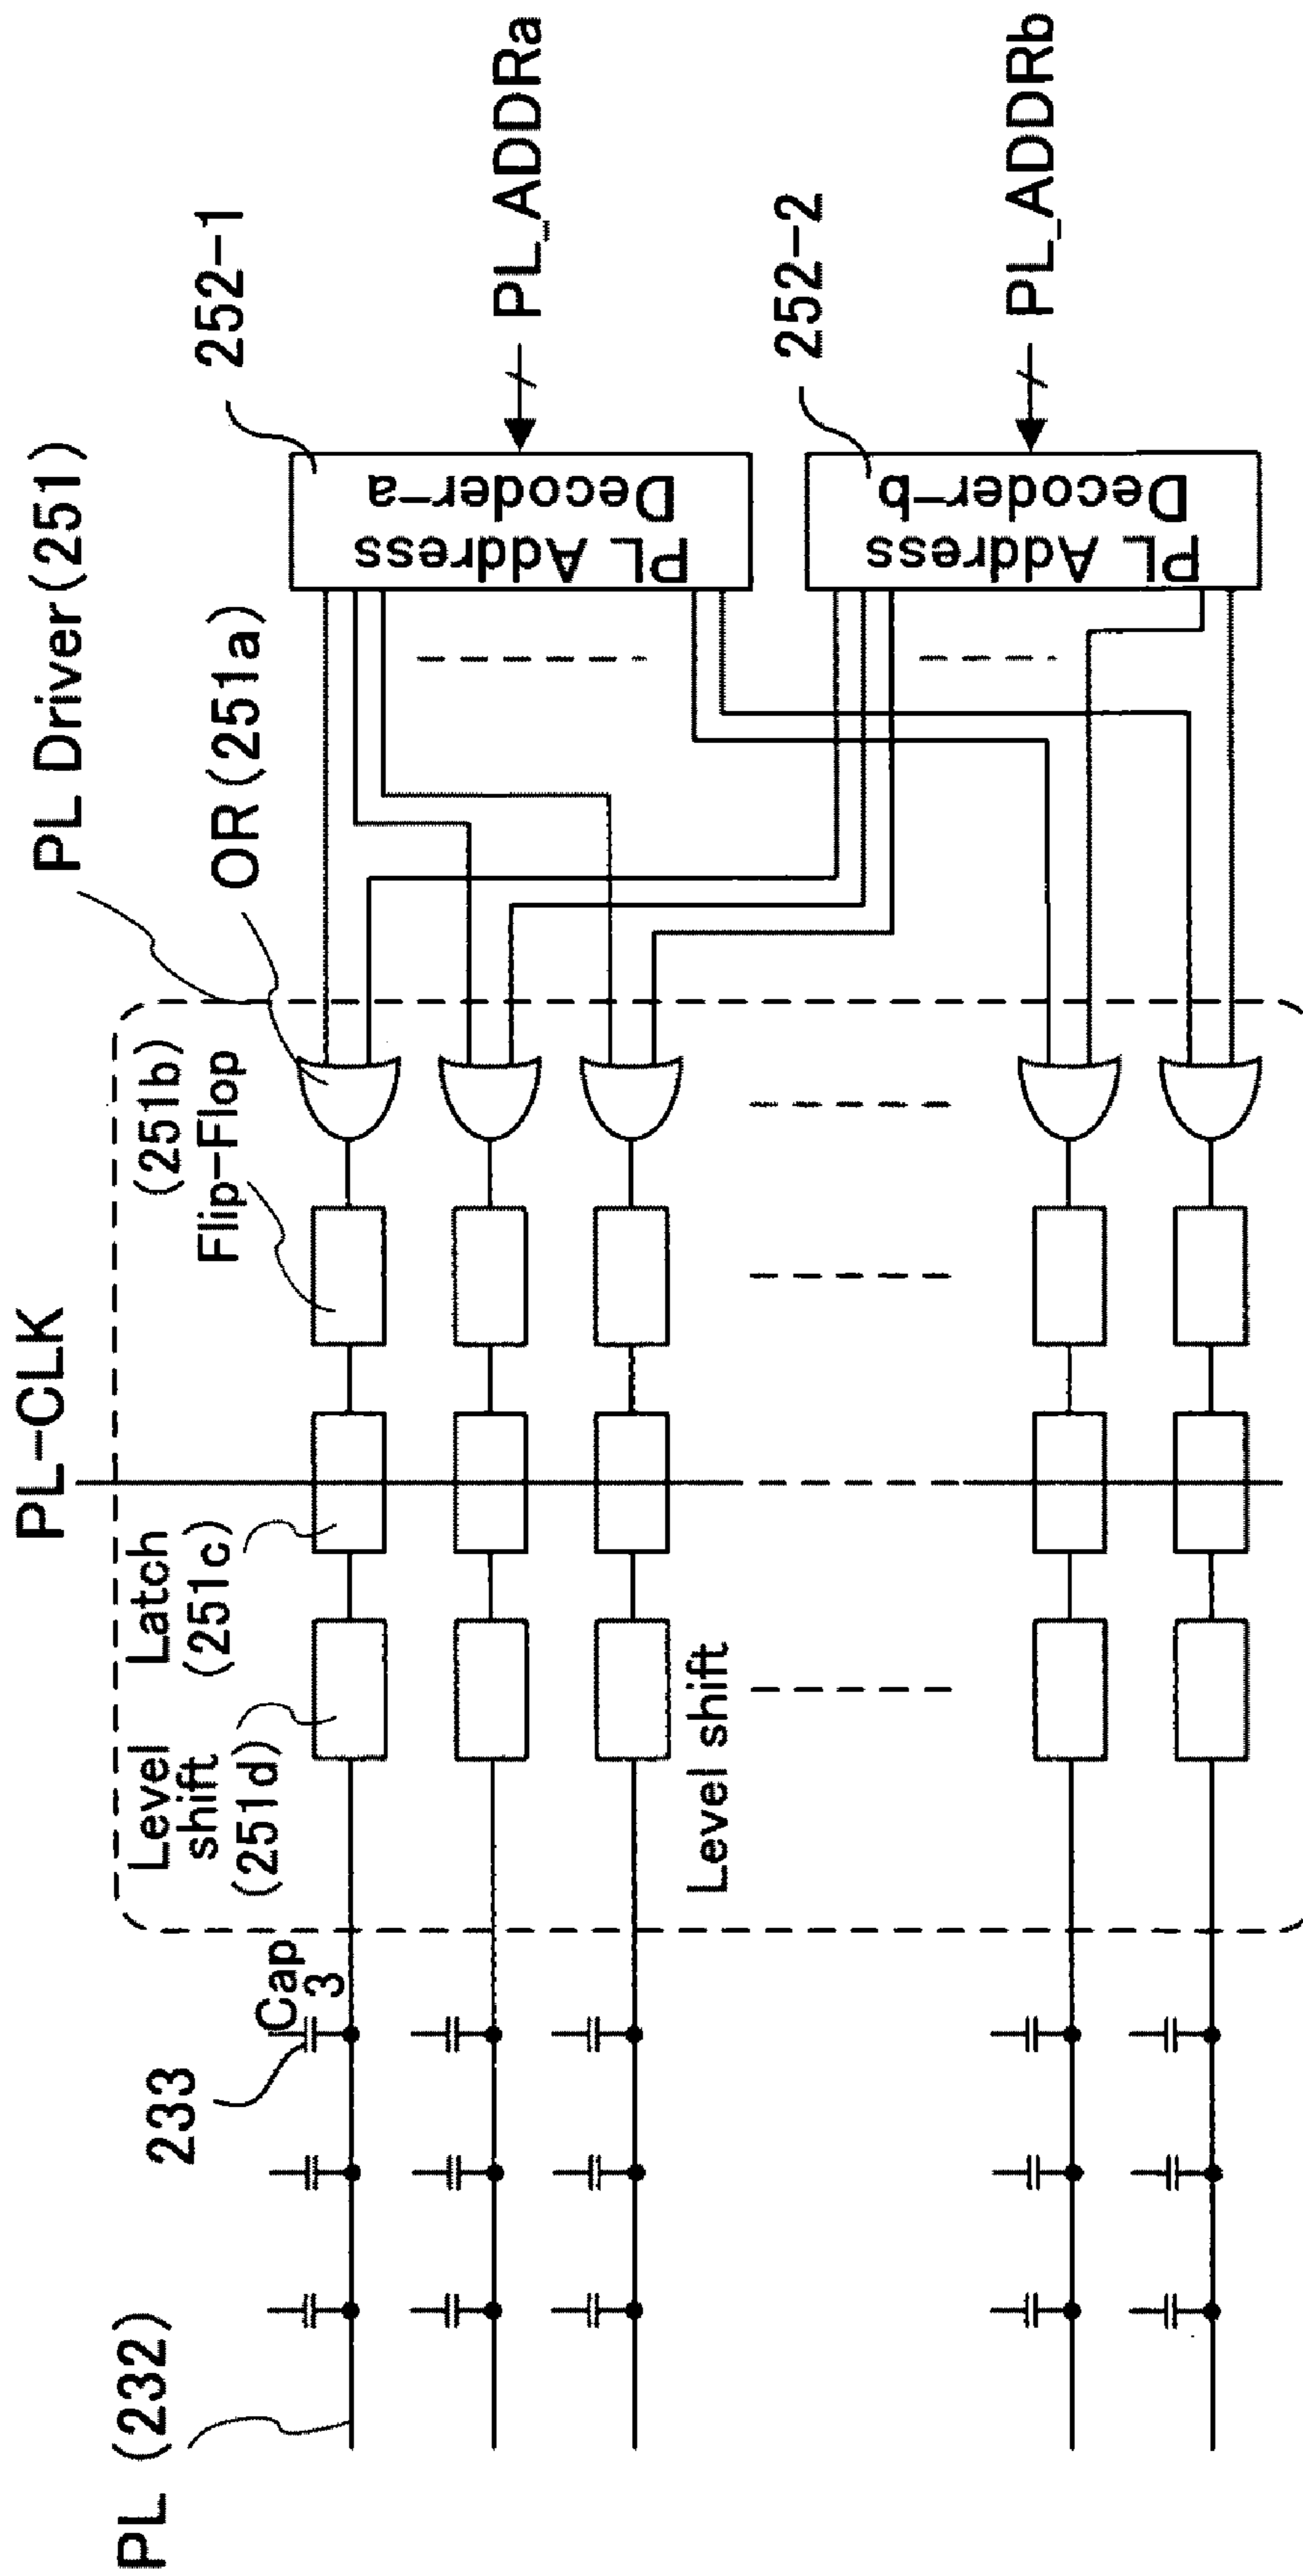 PL Driver(251)
OR(251a)
252-1
PL_ADDRa
252-2
PL_ADDRb
PL Address
Decoder-a
PL Address
Decoder-b
PL-CLK
(251b)
Flip-Flop
Latch
(251c)
Level
shift
(251d)
Level shift
Cap
3
233
PL (232)